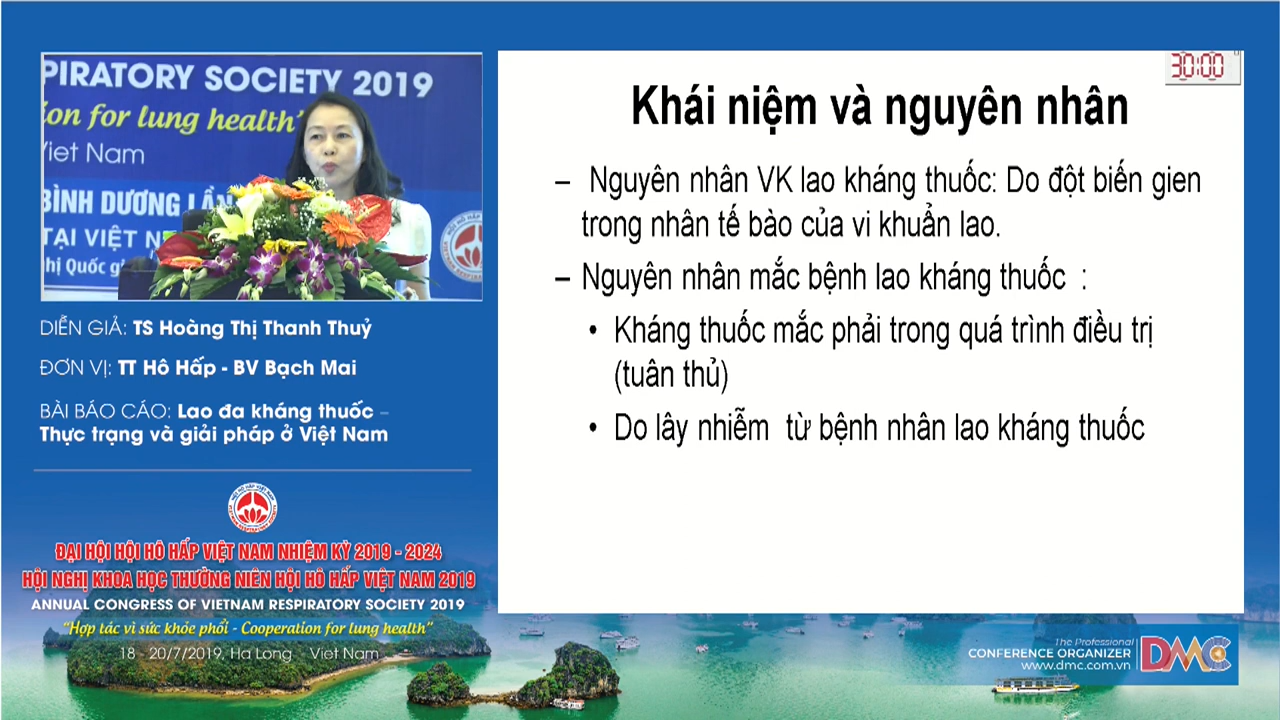 PIRATORY SOCIETY 2019
ion for lung health"
Viet Nam
BÌNH DƯƠNG LẦN
TẠI VIỆT N
hị Quốc gi
DIỄN GIẢ: TS Hoàng Thị Thanh Thuỷ
ĐƠN VỊ: TT Hô Hấp - BV Bạch Mai
BÀI BÁO CÁO: Lao đa kháng thuốc –
Thực trạng và giải pháp ở Việt Nam
ĐẠI HỘI HỘI HÔ HẤP VIỆT NAM NHIỆM KỲ 2019 - 2024
HỘI NGHỊ KHOA HỌC THƯỜNG NIÊN HỘI HÔ HẤP VIỆT NAM 2019
ANNUAL CONGRESS OF VIETNAM RESPIRATORY SOCIETY 2019
"Hợp tác vì sức khỏe phổi - Cooperation for lung health"
18 - 20/7/2019, Ha Long - Viet Nam
30:00
Khái niệm và nguyên nhân
– Nguyên nhân VK lao kháng thuốc: Do đột biến gien
trong nhân tế bào của vi khuẩn lao.
– Nguyên nhân mắc bệnh lao kháng thuốc :
• Kháng thuốc mắc phải trong quá trình điều trị
(tuân thủ)
• Do lây nhiễm từ bệnh nhân lao kháng thuốc
The Professional
CONFERENCE ORGANIZER
www.dmc.com.vn
DMC